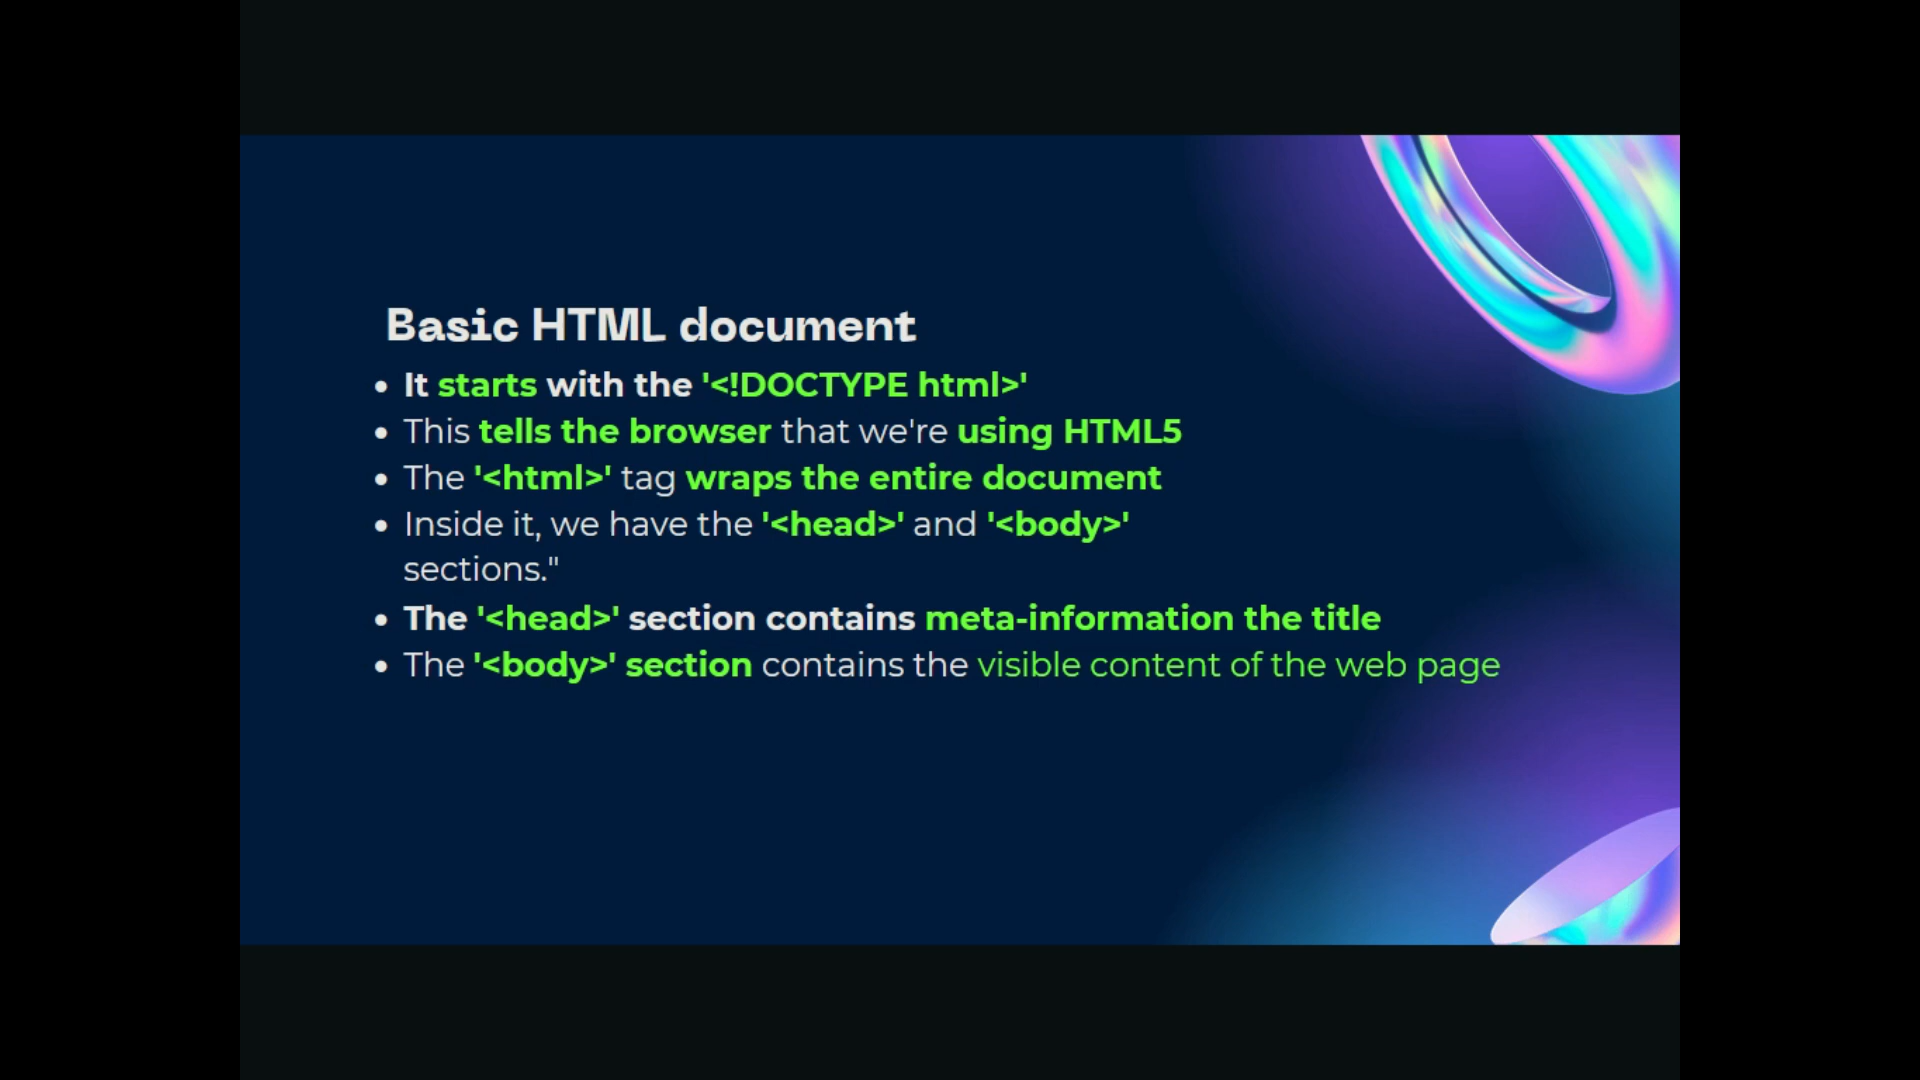 Basic HTML document
• It starts with the '<!DOCTYPE html>'
• This tells the browser that we're using HTML5
• The '<html>' tag wraps the entire document
• Inside it, we have the '<head>' and '<body>'
sections."
• The '<head>' section contains meta-information the title
• The '<body>' section contains the visible content of the web page